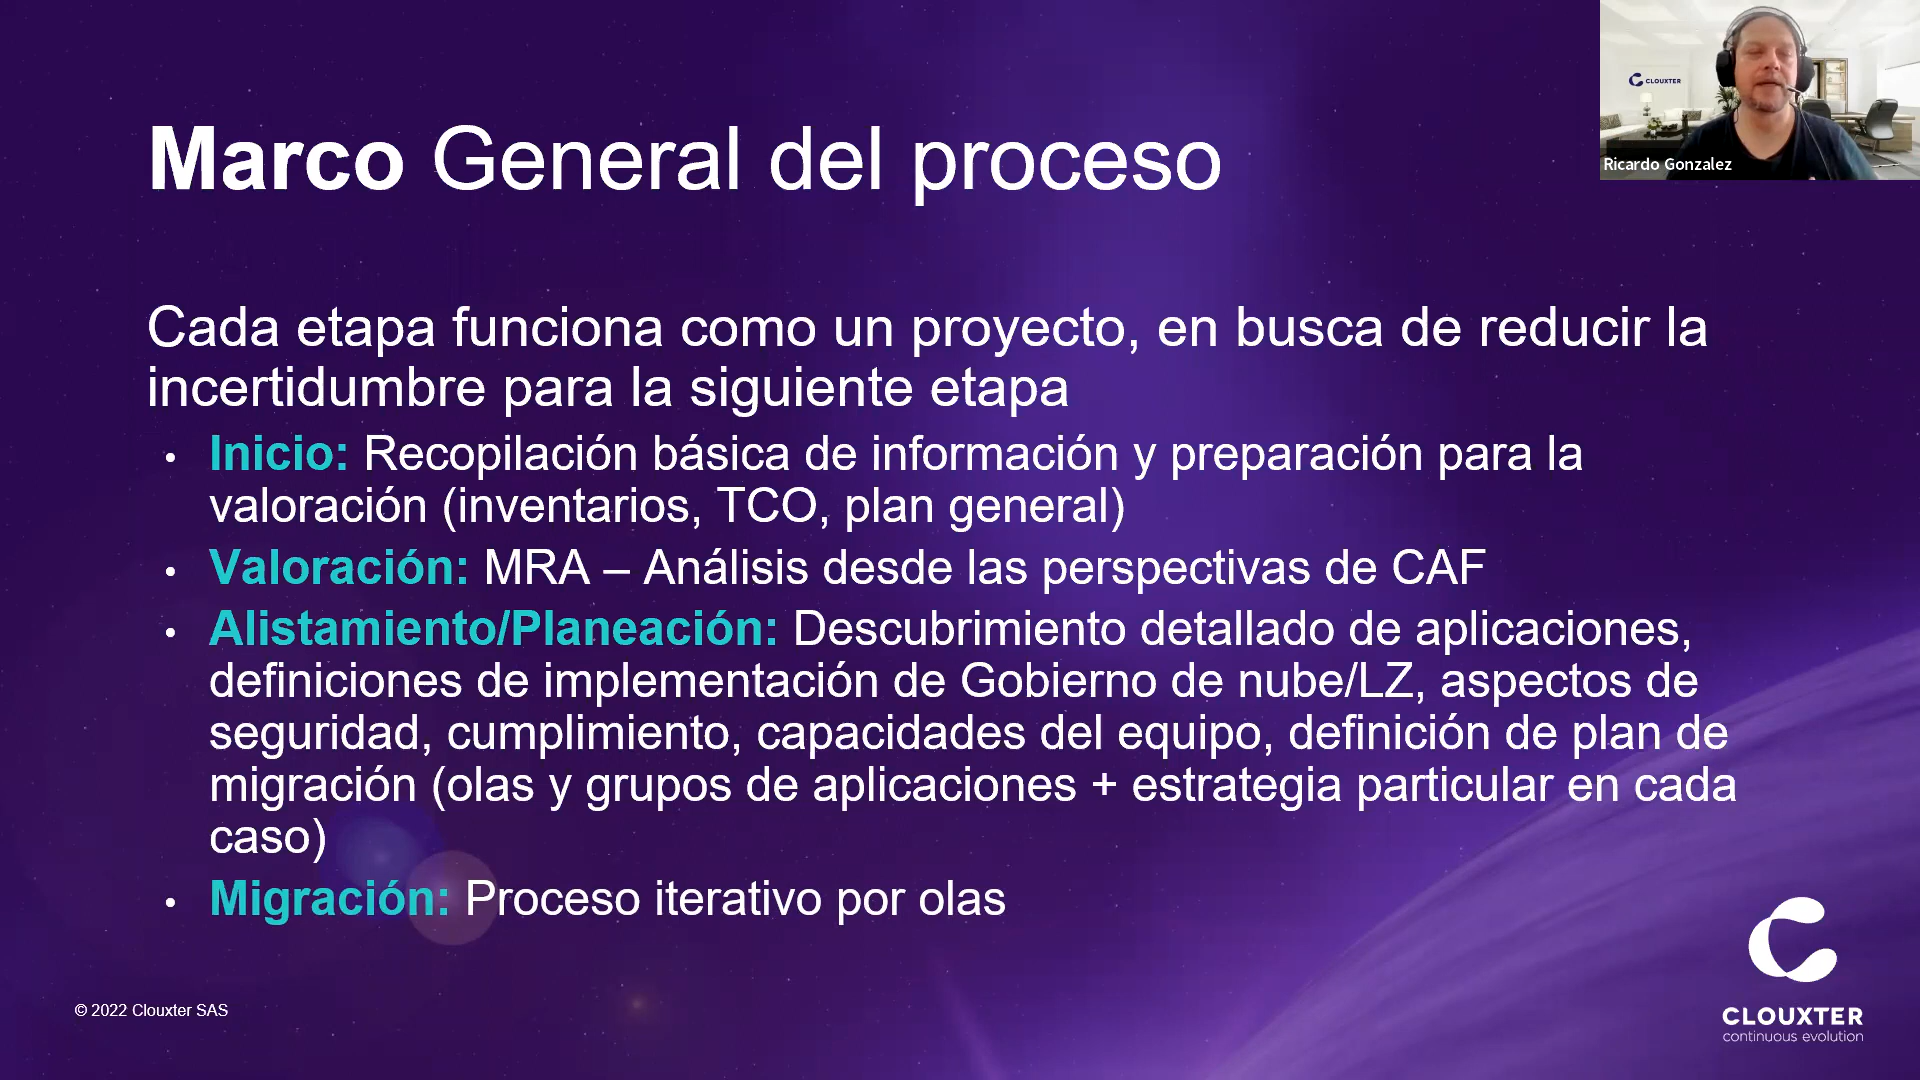 Marco General del proceso
CLOUXTER
Ricardo Gonzalez
Cada etapa funciona como un proyecto, en busca de reducir la
incertidumbre para la siguiente etapa
• Inicio: Recopilación básica de información y preparación para la
valoración (inventarios, TCO, plan general)
• Valoración: MRA – Análisis desde las perspectivas de CAF
• Alistamiento/Planeación: Descubrimiento detallado de aplicaciones,
definiciones de implementación de Gobierno de nube/LZ, aspectos de
seguridad, cumplimiento, capacidades del equipo, definición de plan de
migración (olas y grupos de aplicaciones + estrategia particular en cada
caso)
• Migración: Proceso iterativo por olas
© 2022 Clouxter SAS
CLOUXTER
continuous evolution